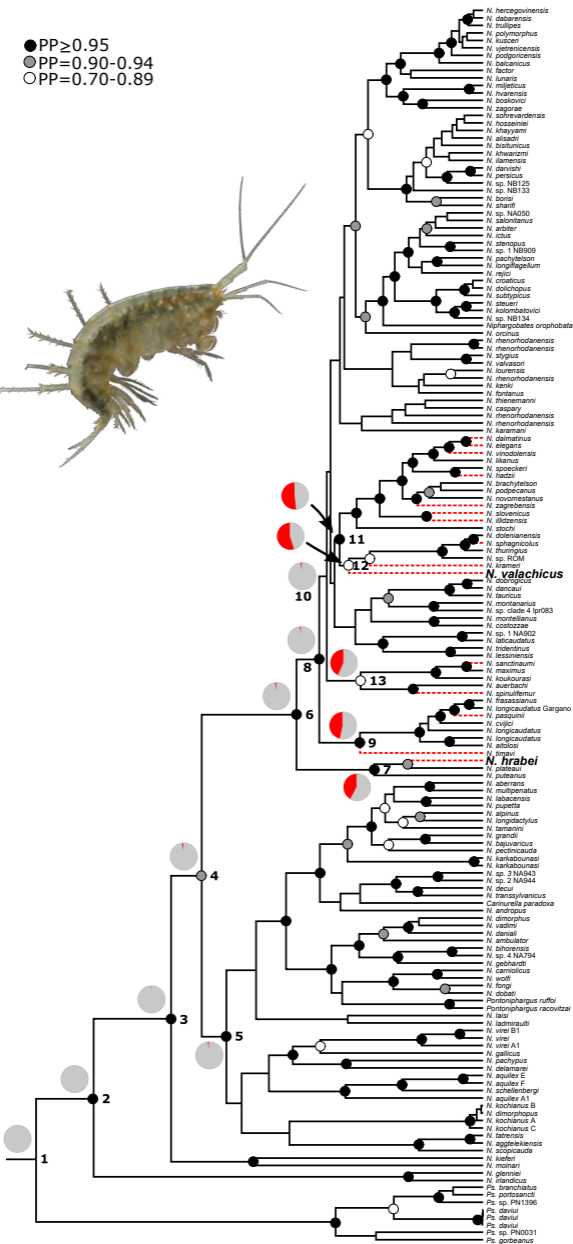 PP≥0.95
PP=0.90-0.94
PP=0.70-0.89
N. hercegovinensis
N. dabarensis
N. trullipes
N. polymorphus
N. kusceri
N. vjetrenicensis
N. podgoricensis
N. balcanicus
N. factor
N. lunaris
N. miljeticus
N. hvarensis
N. boskovici
N. zagorae
N. sohrevardensis
N. hosseiniei
N. khayyami
N. alisadri
N. bisitunicus
N. khwarizmi
N. ilamensis
N. darvishi
N. persicus
N. sp. NB125
N. sp. NB133
N. borisi
N. sharifi
N. sp. NA050
N. salonitanus
N. arbiter
N. ictus
N. stenopus
N. sp. 1 NB909
N. pachytelson
N. longiflagellum
N. rejici
N. croaticus
N. dolichopus
N. subtypicus
N. steueri
N. kolombatovici
N. sp. NB134
Niphargobates orophobata
N. orcinus
N. rhenorhodanensis
N. rhenorhodanensis
N. stygius
N. valvasori
N. lourensis
N. rhenorhodanensis
N. kenki
N. fontanus
N. thienemanni
N. caspary
N. rhenorhodanensis
N. rhenorhodanensis
N. karamani
N. dalmatinus
N. elegans
N. vinodolensis
N. likanus
N. spoeckeri
N. hadzii
N. brachytelson
N. podpecanus
N. novomestanus
N. zagrebensis
N. slovenicus
N. illidzensis
N. stochi
N. dolenianensis
N. sphagnicolus
N. thuringius
N. sp. ROM
N. krameri
N. valachicus
N. dobrogicus
N. dancaui
N. tauricus
N. montanarius
N. sp. clade 4 lpr083
N. montellianus
N. costozzae
N. sp. 1 NA902
N. laticaudatus
N. tridentinus
N. lessiniensis
N. sanctinaumi
N. maximus
N. koukourasi
N. auerbachi
N. spinulifemur
N. frasassianus
N. longicaudatus Gargano
N. pasquinii
N. cvijici
N. longicaudatus
N. longicaudatus
N. aitolosi
N. timavi
N. hrabei
N. plateaui
N. puteanus
N. aberrans
N. multipenatus
N. labacensis
N. pupetta
N. alpinus
N. longidactylus
N. tamanini
N. grandii
N. bajuvaricus
N. pectinicauda
N. karkabounasi
N. karkabounasi
N. sp. 3 NA943
N. sp. 2 NA944
N. decui
N. transsylvanicus
Carinurella paradoxa
N. andropus
N. dimorphus
N. vadimi
N. daniali
N. ambulator
N. bihorensis
N. sp. 4 NA794
N. gebhardti
N. carniolicus
N. wolfi
N. fongi
N. dobati
Pontoniphargus ruffoi
Pontoniphargus racovitzai
N. laisi
N. ladmiraulti
N. virei B1
N. virei
N. virei A1
N. gallicus
N. pachypus
N. delamarei
N. aquilex E
N. aquilex F
N. schellenbergi
N. aquilex A1
N. kochianus B
N. dimorphopus
N. kochianus A
N. kochianus C
N. tatrensis
N. aggtelekiensis
N. scopicauda
N. kieferi
N. molnari
N. glenniei
N. irlandicus
Ps. branchiatus
Ps. portosancti
Ps. sp. PN1396
Ps. daviui
Ps. daviui
Ps. daviui
Ps. sp. PN0031
Ps. gorbeanus
11
12
10
8
13
6
9
7
4
3
5
2
1